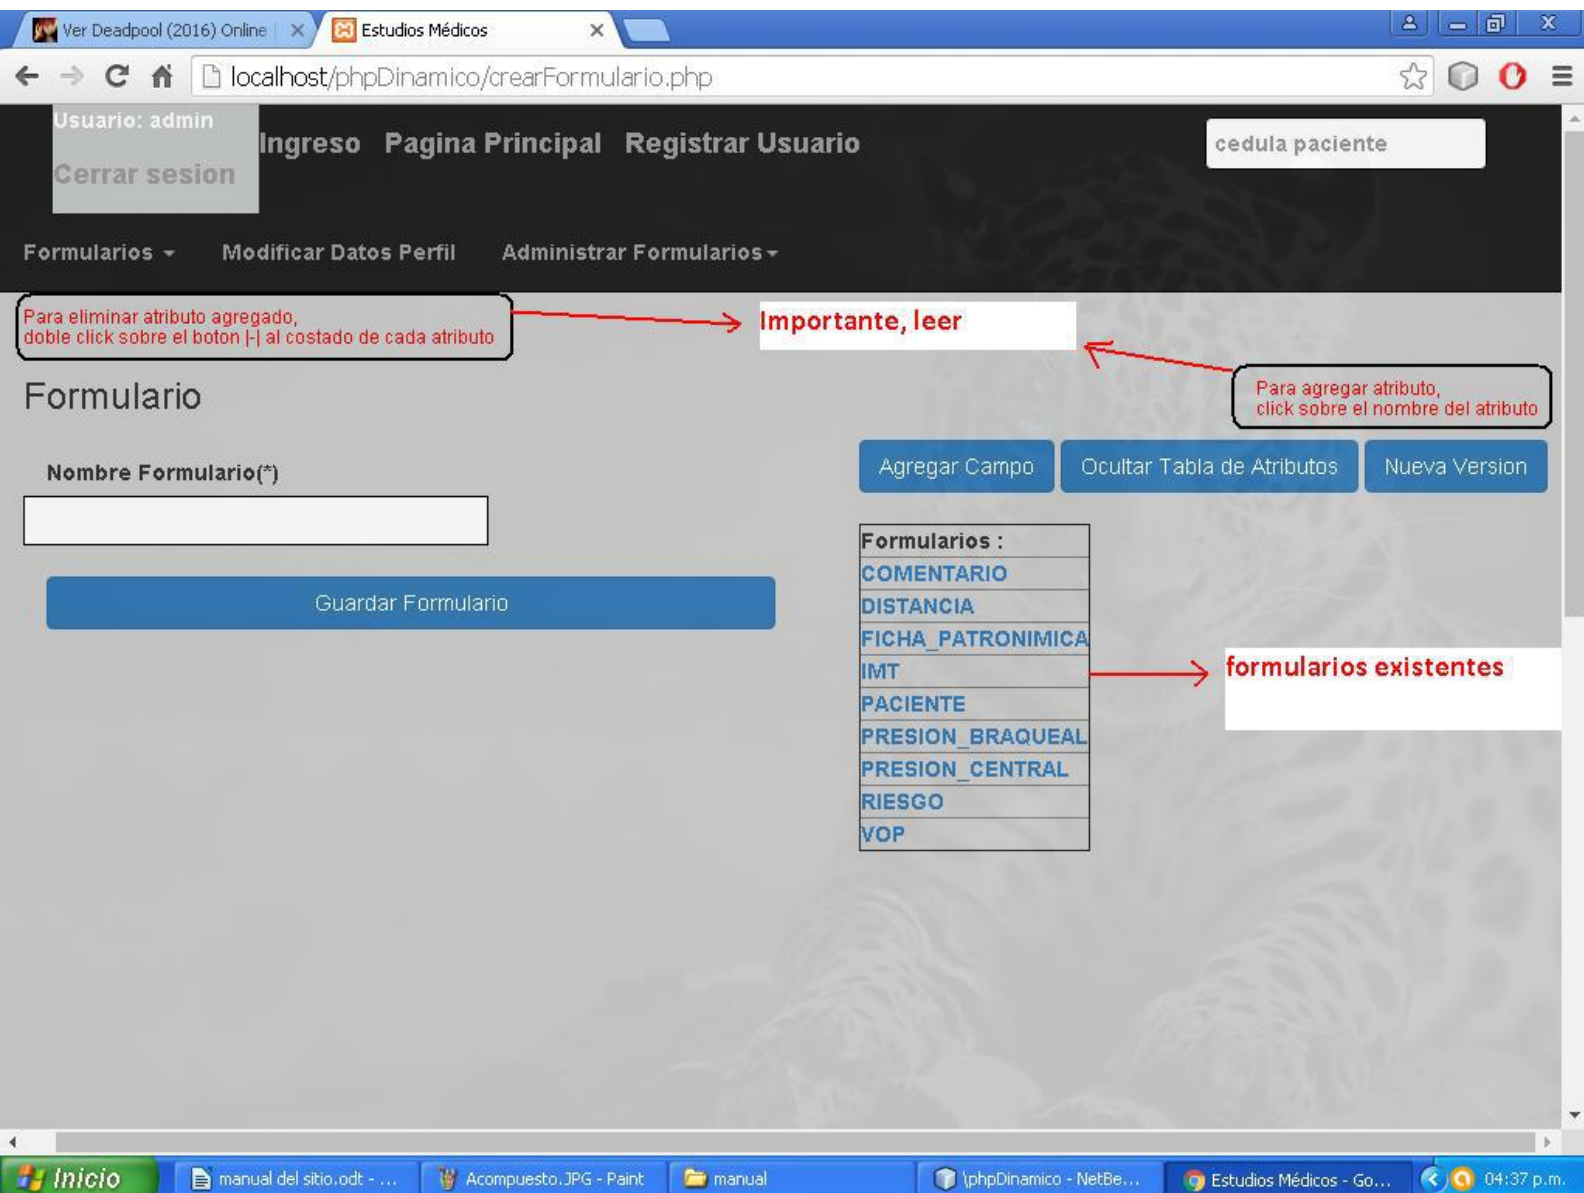 Ver Deadpool (2016) Online
Estudios Médicos
localhost/phpDinamico/crearFormulario.php
Usuario: admin
Cerrar sesion
Ingreso Pagina Principal Registrar Usuario
cedula paciente
Formularios Modificar Datos Perfil Administrar Formularios
Para eliminar atributo agregado,
doble click sobre el boton |-| al costado de cada atributo
Importante, leer
Para agregar atributo,
click sobre el nombre del atributo
Formulario
Agregar Campo Ocultar Tabla de Atributos Nueva Version
Nombre Formulario(*)
Guardar Formulario
Formularios :
COMENTARIO
DISTANCIA
FICHA_PATRONIMICA
IMT
PACIENTE
PRESION_BRAQUEAL
PRESION_CENTRAL
RIESGO
VOP
formularios existentes
Inicio
manual del sitio.odt - ...
Acompuesto.JPG - Paint
manual
\phpDinamico - NetBe...
Estudios Médicos - Go...
04:37 p.m.